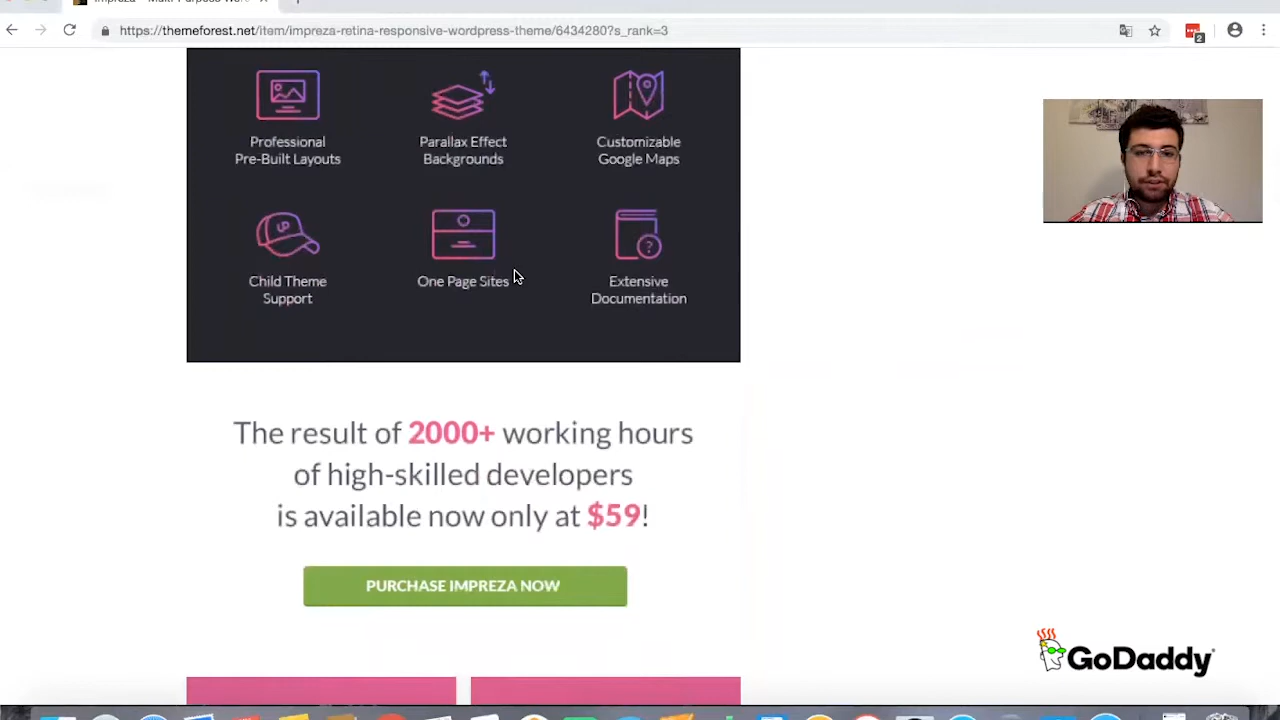 https://themeforest.net/item/impreza-retina-responsive-wordpress-theme/6434280?s_rank=3
2
Professional
Pre-Built Layouts
Parallax Effect
Backgrounds
Customizable
Google Maps
Child Theme
Support
One Page Sites
Extensive
Documentation
The result of 2000+ working hours
of high-skilled developers
is available now only at $59!
PURCHASE IMPREZA NOW
GoDaddy